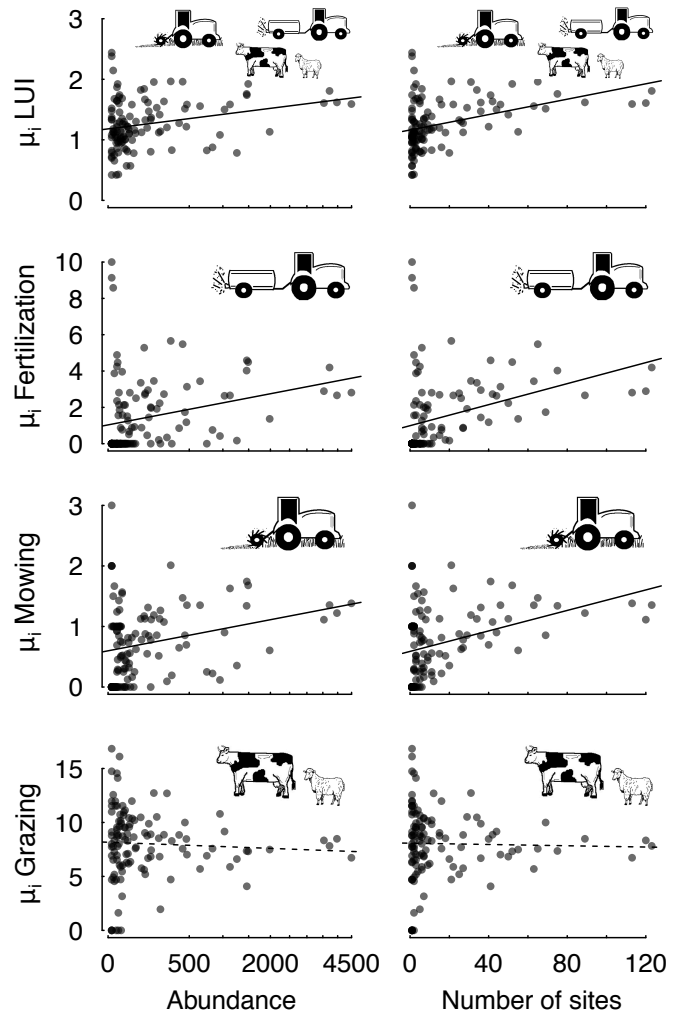 3
2
1
0
μi LUI
10
8
6
4
2
0
μi Fertilization
3
2
1
0
μi Mowing
15
10
5
0
μi Grazing
0 500 2000 4500
0 40 80 120
Abundance
Number of sites